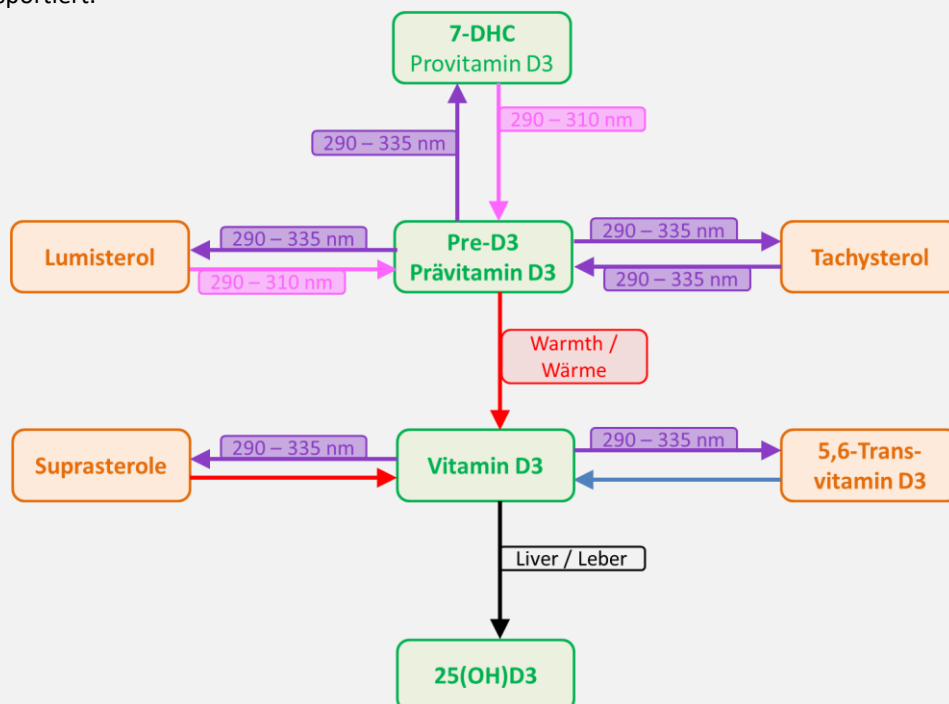 sportiert.
7-DHC
Provitamin D3
290 – 310 nm
290 – 335 nm
Lumisterol
290 – 335 nm
290 – 310 nm
Pre-D3
Prävitamin D3
290 – 335 nm
290 – 335 nm
Tachysterol
Warmth /
Wärme
Suprasterole
290 – 335 nm
Vitamin D3
290 – 335 nm
5,6-Trans-
vitamin D3
Liver / Leber
25(OH)D3